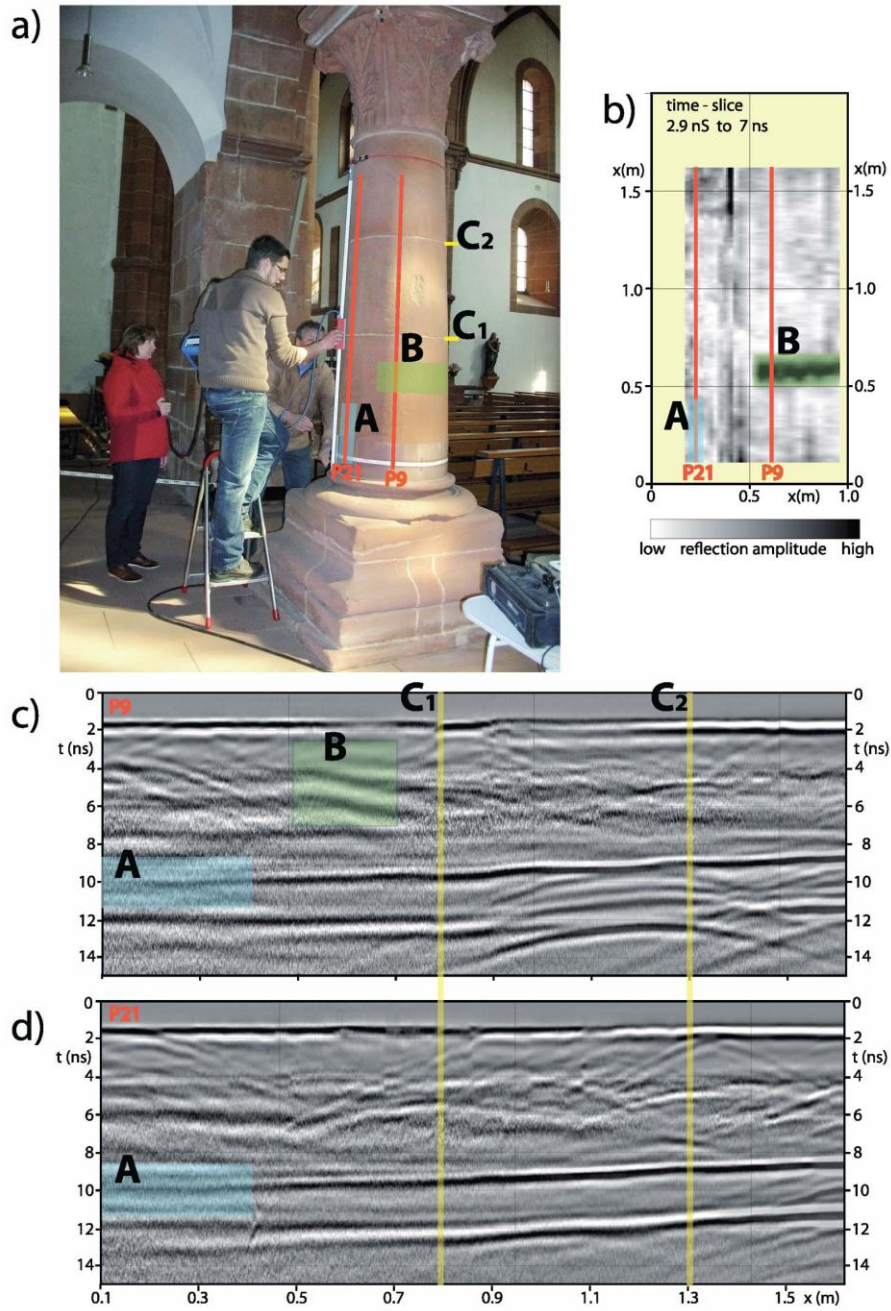 a)
C2
C1
B
A
P21
P9
b)
time - slice
2.9 nS to 7 ns
x(m)
x(m)
1.5
1.5
1.0
1.0
B
0.5
0.5
A
P21
P9
0
0
0
0.5
x(m)
1.0
low reflection amplitude high
c)
P9
C1
C2
0
0
2
2
t (ns)
t (ns)
B
4
4
6
6
8
8
A
10
10
12
12
14
14
d)
P21
0
0
2
2
t (ns)
t (ns)
4
4
6
6
8
8
A
10
10
12
12
14
14
0.1 0.3 0.5 0.7 0.9 1.1 1.3 1.5 x (m)